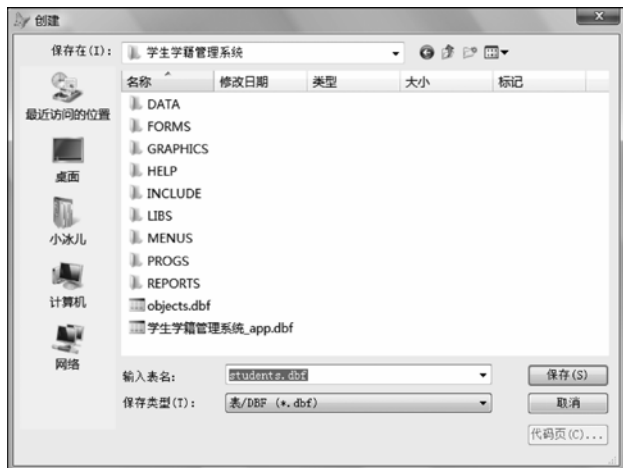 创建
保存在(I):
学生学籍管理系统
名称
修改日期
类型
大小
标记
最近访问的位置
桌面
小冰儿
计算机
网络
DATA
FORMS
GRAPHICS
HELP
INCLUDE
LIBS
MENUS
PROGS
REPORTS
objects.dbf
学生学籍管理系统_app.dbf
输入表名:
students.dbf
保存(S)
保存类型(T):
表/DBF (*.dbf)
取消
代码页(C)...